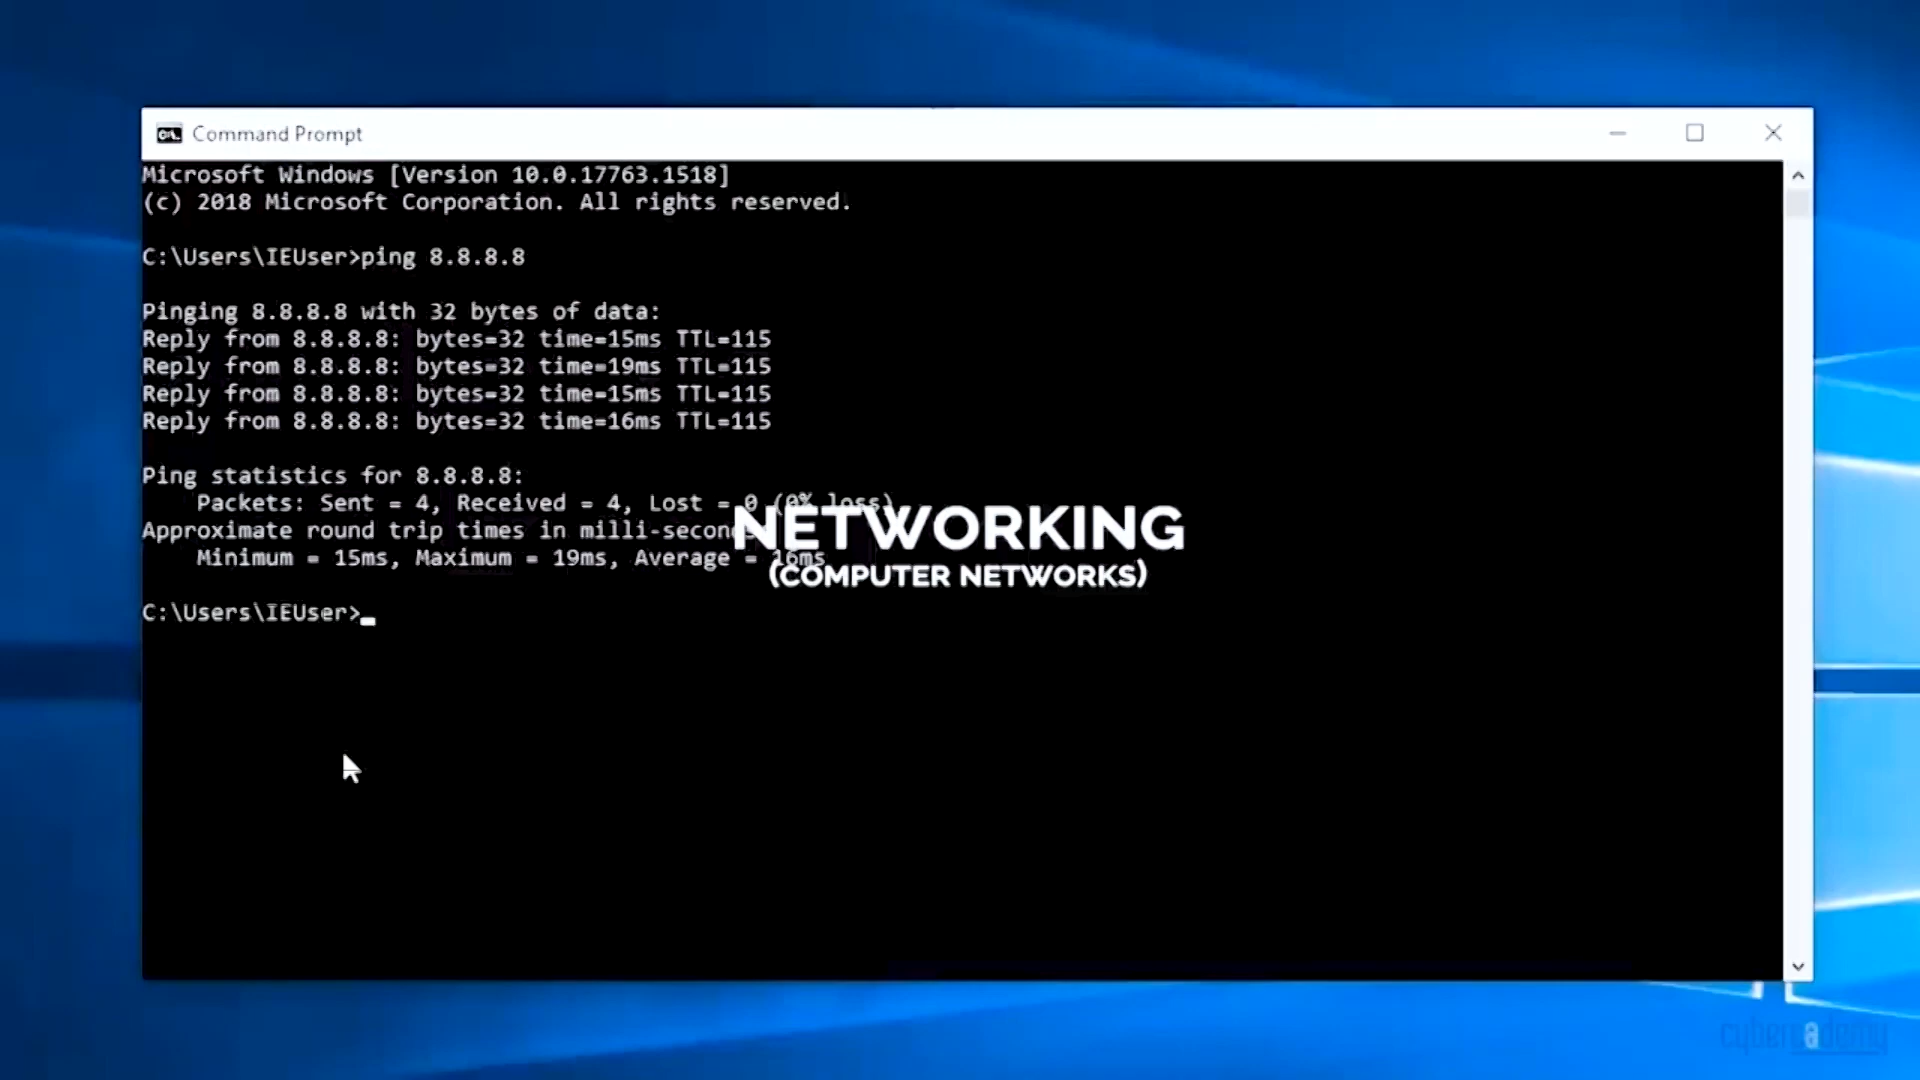 Command Prompt
Microsoft Windows [Version 10.0.17763.1518]
(c) 2018 Microsoft Corporation. All rights reserved.
C:\Users\IEUser>ping 8.8.8.8
Pinging 8.8.8.8 with 32 bytes of data:
Reply from 8.8.8.8: bytes=32 time=15ms TTL=115
Reply from 8.8.8.8: bytes=32 time=19ms TTL=115
Reply from 8.8.8.8: bytes=32 time=15ms TTL=115
Reply from 8.8.8.8: bytes=32 time=16ms TTL=115
Ping statistics for 8.8.8.8:
Packets: Sent = 4, Received = 4, Lost = 0 (0% loss)
Approximate round trip times in milli-seconds
Minimum = 15ms, Maximum = 19ms, Average = 16ms
NETWORKING
(COMPUTER NETWORKS)
C:\Users\IEUser>_
cybercademy